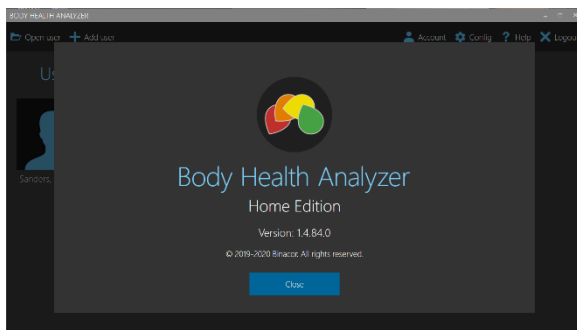 BODY HEALTH ANALYZER
Open user Add user Account Config ? Help Logou
Us
Sanders,
Body Health Analyzer
Home Edition
Version: 1.4.84.0
© 2019-2020 Binacor. All rights reserved.
Close